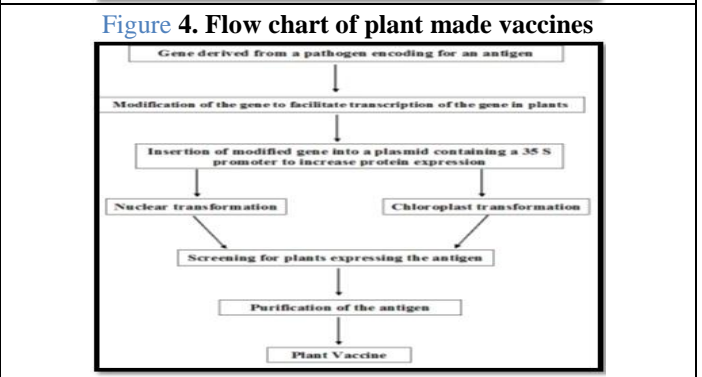 Figure 4. Flow chart of plant made vaccines
Gene derived from a pathogen encoding for an antigen
Modification of the gene to facilitate transcription of the gene in plants
Insertion of modified gene into a plasmid containing a 35 S
promoter to increase protein expression
Nuclear transformation
Chloroplast transformation
Screening for plants expressing the antigen
Purification of the antigen
Plant Vaccine